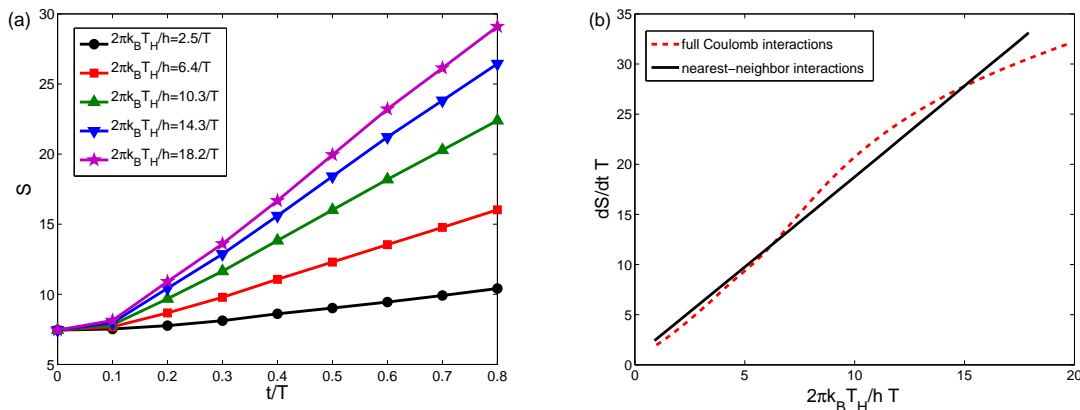 (a)
30
25
20
15
10
5
S
2πk_BT_H/h=2.5/T
2πk_BT_H/h=6.4/T
2πk_BT_H/h=10.3/T
2πk_BT_H/h=14.3/T
2πk_BT_H/h=18.2/T
0 0.1 0.2 0.3 0.4 0.5 0.6 0.7 0.8
t/T
(b)
35
30
25
20
15
10
5
0
dS/dt T
full Coulomb interactions
nearest−neighbor interactions
0 5 10 15 20
2πk_BT_H/h T